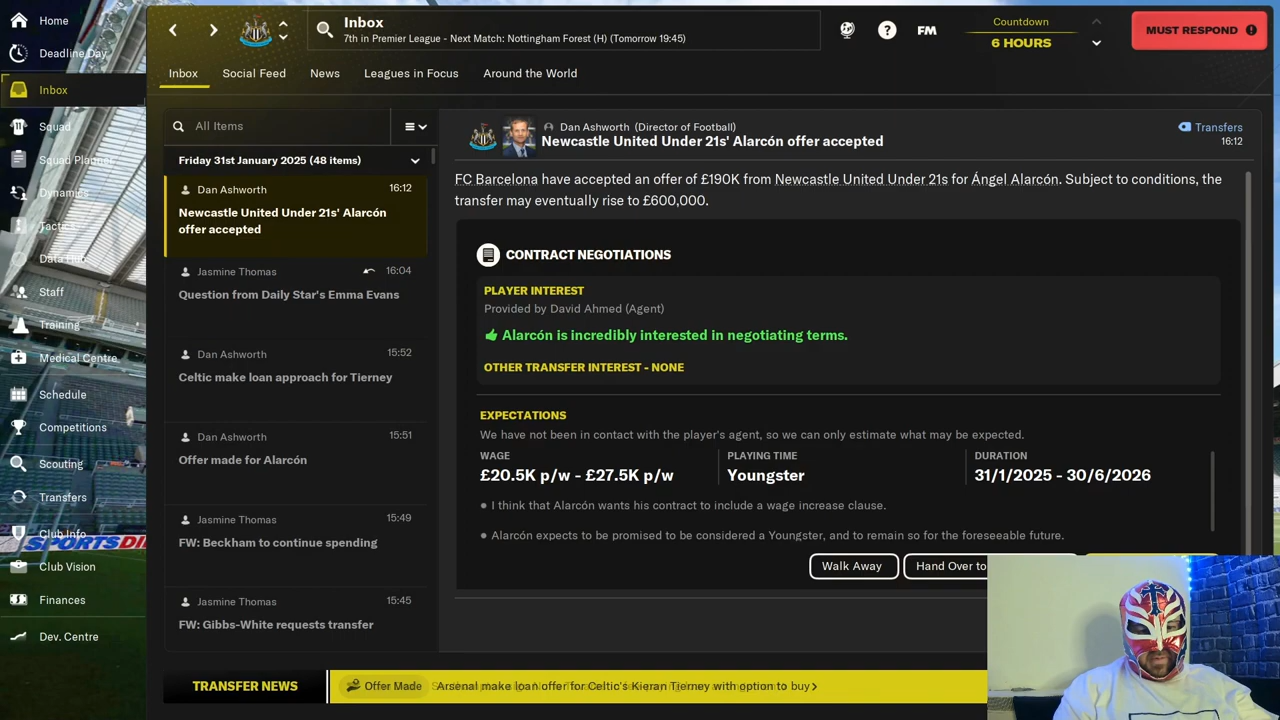 Home
Deadline Day
Inbox
Squad
Squad Planner
Dynamics
Tactics
Data Hub
Staff
Training
Medical Centre
Schedule
Competitions
Scouting
Transfers
Club Info
SPORTS DI
Club Vision
Finances
Dev. Centre
Inbox
7th in Premier League - Next Match: Nottingham Forest (H) (Tomorrow 19:45)
?
FM
Countdown
6 HOURS
MUST RESPOND
Inbox
Social Feed
News
Leagues in Focus
Around the World
All Items
Friday 31st January 2025 (48 items)
Dan Ashworth 16:12
Newcastle United Under 21s' Alarcón
offer accepted
Jasmine Thomas 16:04
Question from Daily Star's Emma Evans
Dan Ashworth 15:52
Celtic make loan approach for Tierney
Dan Ashworth 15:51
Offer made for Alarcón
Jasmine Thomas 15:49
FW: Beckham to continue spending
Jasmine Thomas 15:45
FW: Gibbs-White requests transfer
Dan Ashworth (Director of Football)
Newcastle United Under 21s' Alarcón offer accepted
Transfers
16:12
FC Barcelona have accepted an offer of £190K from Newcastle United Under 21s for Angel Alarcón. Subject to conditions, the
transfer may eventually rise to £600,000.
CONTRACT NEGOTIATIONS
PLAYER INTEREST
Provided by David Ahmed (Agent)
Alarcón is incredibly interested in negotiating terms.
OTHER TRANSFER INTEREST - NONE
EXPECTATIONS
We have not been in contact with the player's agent, so we can only estimate what may be expected.
WAGE
£20.5K p/w - £27.5K p/w
PLAYING TIME
Youngster
DURATION
31/1/2025 - 30/6/2026
• I think that Alarcón wants his contract to include a wage increase clause.
• Alarcón expects to be promised to be considered a Youngster, and to remain so for the foreseeable future.
Walk Away
Hand Over to
TRANSFER NEWS
Offer Made
Arsenal make loan offer for Celtic's Kieran Tierney with option to buy